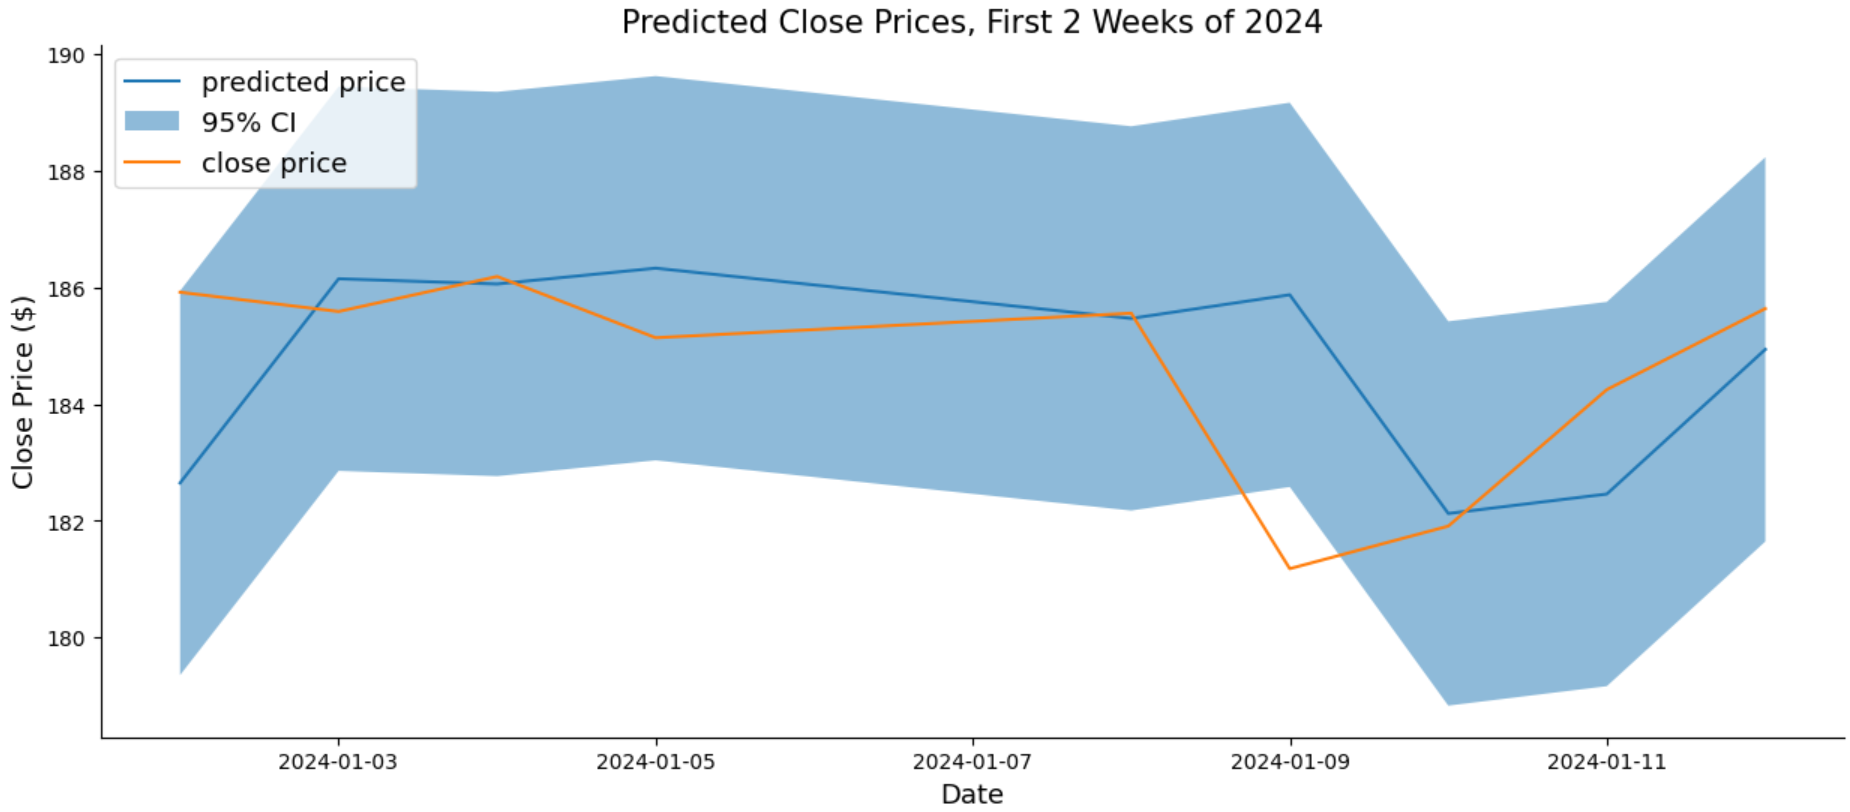 Predicted Close Prices, First 2 Weeks of 2024
190
188
186
184
182
180
Close Price ($)
predicted price
95% CI
close price
2024-01-03
2024-01-05
2024-01-07
2024-01-09
2024-01-11
Date